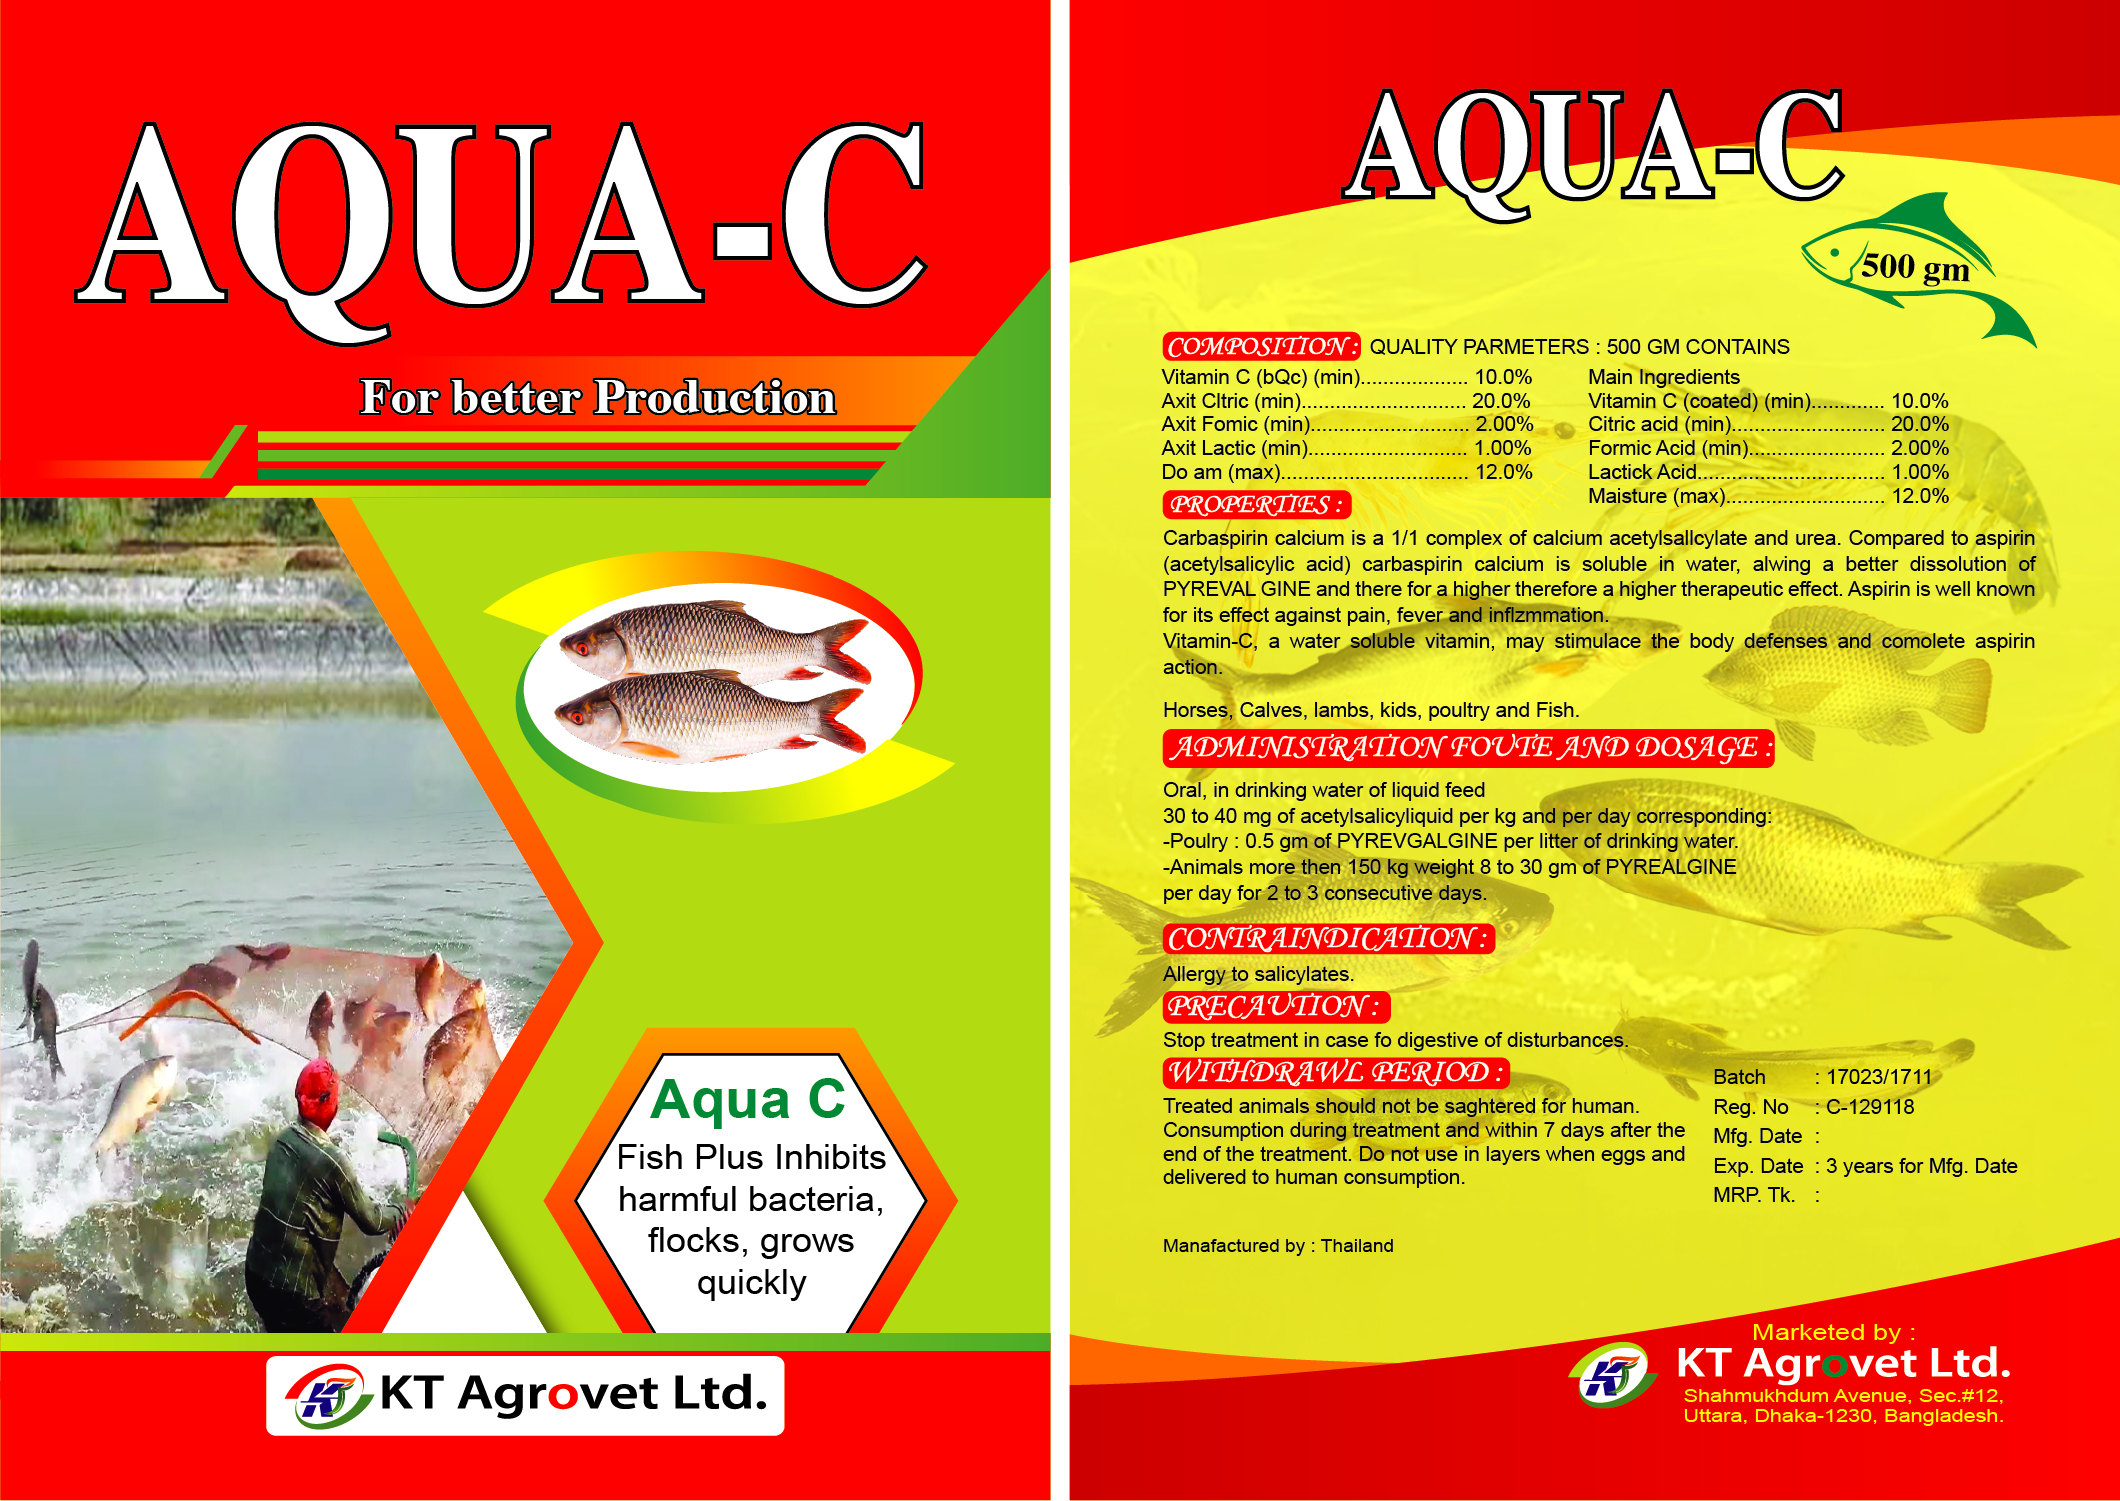 AQUA-C
For better Production
Aqua C
Fish Plus Inhibits
harmful bacteria,
flocks, grows
quickly
KT Agrovet Ltd.
AQUA-C
500 gm
COMPOSITION : QUALITY PARMETERS : 500 GM CONTAINS
Vitamin C (bQc) (min)................... 10.0%
Axit CItric (min)............................. 20.0%
Axit Fomic (min)............................ 2.00%
Axit Lactic (min)............................ 1.00%
Do am (max)................................. 12.0%
Main Ingredients
Vitamin C (coated) (min)............. 10.0%
Citric acid (min)........................... 20.0%
Formic Acid (min)........................ 2.00%
Lactick Acid................................. 1.00%
Maisture (max)............................ 12.0%
PROPERTIES :
Carbaspirin calcium is a 1/1 complex of calcium acetylsallcylate and urea. Compared to aspirin
(acetylsalicylic acid) carbaspirin calcium is soluble in water, alwing a better dissolution of
PYREVAL GINE and there for a higher therefore a higher therapeutic effect. Aspirin is well known
for its effect against pain, fever and inflzmmation.
Vitamin-C, a water soluble vitamin, may stimulace the body defenses and comolete aspirin
action.
Horses, Calves, lambs, kids, poultry and Fish.
ADMINISTRATION FOUTE AND DOSAGE :
Oral, in drinking water of liquid feed
30 to 40 mg of acetylsalicyliquid per kg and per day corresponding:
-Poulry : 0.5 gm of PYREVGALGINE per litter of drinking water.
-Animals more then 150 kg weight 8 to 30 gm of PYREALGINE
per day for 2 to 3 consecutive days.
CONTRAINDICATION :
Allergy to salicylates.
PRECAUTION :
Stop treatment in case fo digestive of disturbances.
WITHDRAWL PERIOD :
Treated animals should not be saghtered for human.
Consumption during treatment and within 7 days after the
end of the treatment. Do not use in layers when eggs and
delivered to human consumption.
Batch : 17023/1711
Reg. No : C-129118
Mfg. Date :
Exp. Date : 3 years for Mfg. Date
MRP. Tk. :
Manafactured by : Thailand
Marketed by :
KT Agrovet Ltd.
Shahmukhdum Avenue, Sec.#12,
Uttara, Dhaka-1230, Bangladesh.